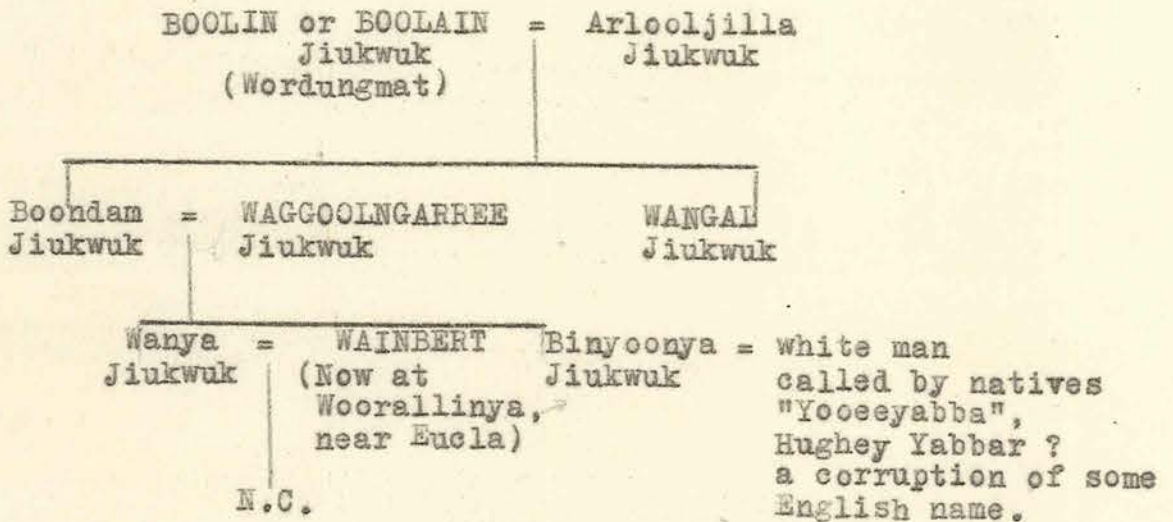 BOOLIN or BOOLAIN = Arlooljilla
Jiukwuk Jiukwuk
(Wordungmat)
Boondam = WAGGOOLNGARREE WANGAL
Jiukwuk Jiukwuk Jiukwuk
Wanya = WAINBERT Binyoonya = white man
Jiukwuk (Now at Jiukwuk called by natives
Woorallinya, "Yooeeyabba",
near Eucla) Hughey Yabbar ?
a corruption of some
N.C. English name.